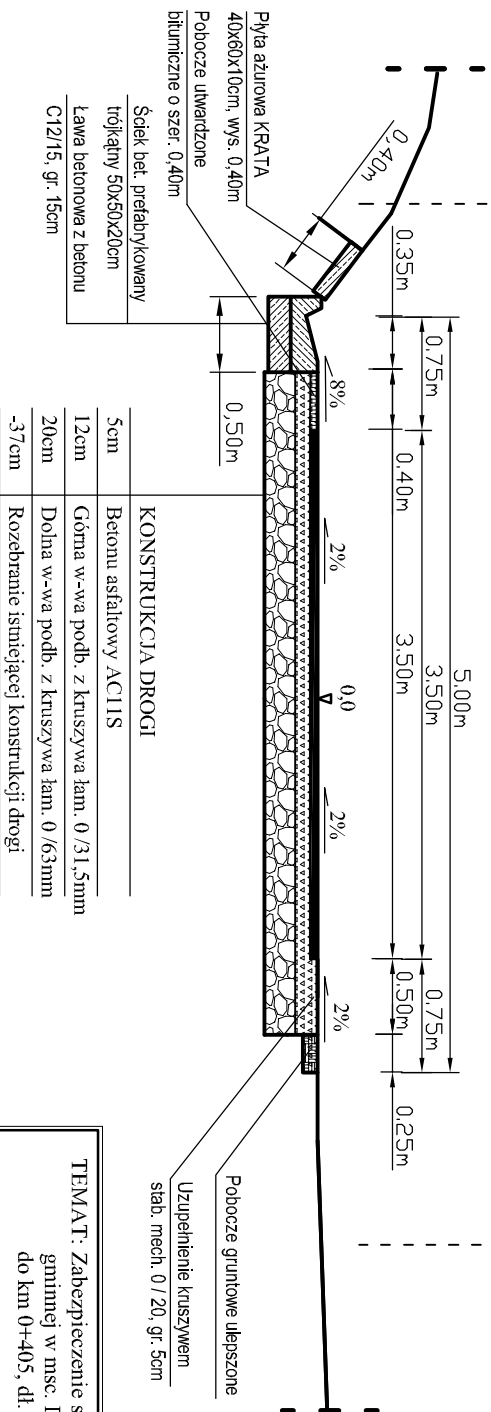 5.00m
0.75m
3.50m
0.75m
0.35m
0.40m
3.50m
0.50m
0.25m
0,40m
8%
2%
0,0
2%
2%
0,50m
Płyta ażurowa KRATA
40x60x10cm, wys. 0,40m
Pobocze utwardzone
bitumiczne o szer. 0,40m
Ściek bet. prefabrykowany
trójkątny 50x50x20cm
Ława betonowa z betonu
C12/15, gr. 15cm
KONSTRUKCJA DROGI
5cm Betonu asfaltowy AC11S
12cm Górna w-wa podb. z kruszywa łam. 0 /31,5mm
20cm Dolna w-wa podb. z kruszywa łam. 0 /63mm
-37cm Rozebranie istniejącej konstrukcji drogi
Pobocze gruntowe ulepszone
Uzupełnienie kruszywem
stab. mech. 0 / 20, gr. 5cm
TEMAT: Zabezpieczenie
gminnej w msc.
do km 0+405, dł.